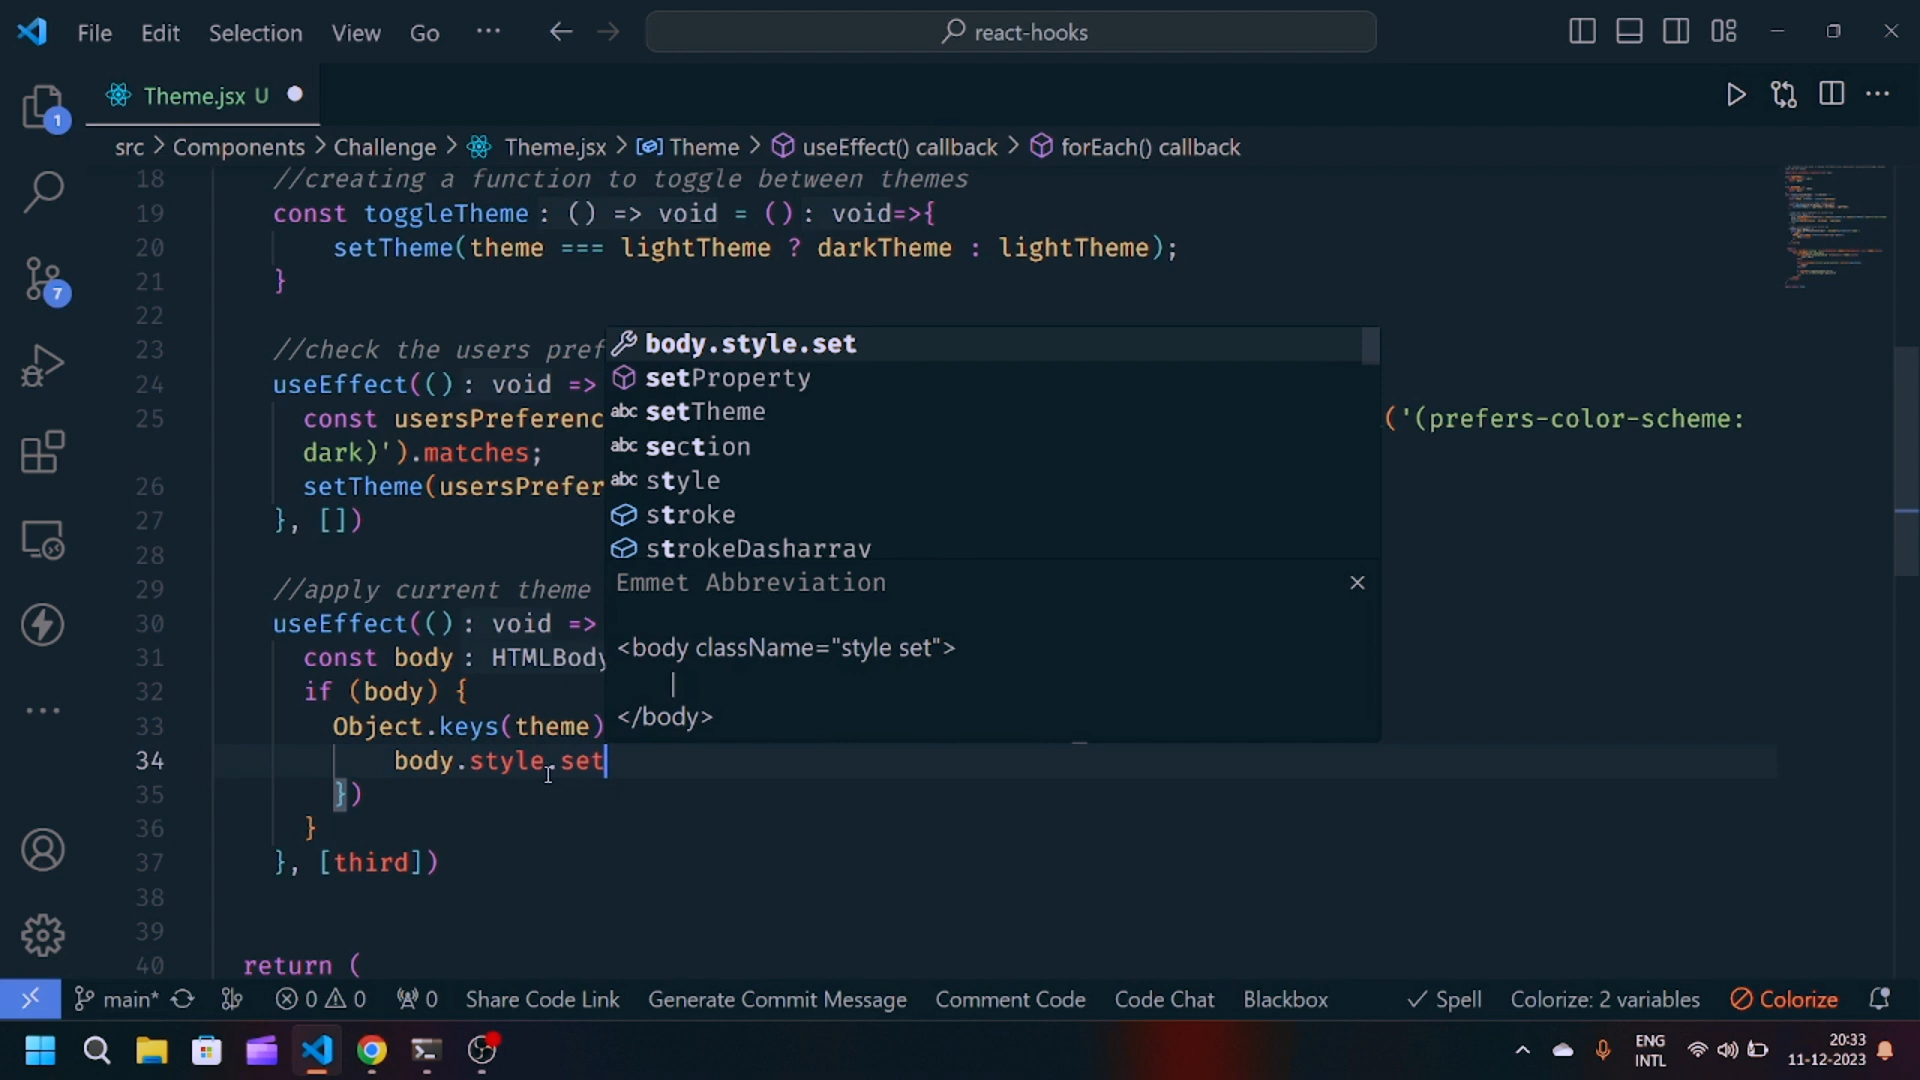 File Edit Selection View Go ··· react-hooks
Theme.jsx U
src > Components > Challenge > Theme.jsx > Theme > useEffect() callback > forEach() callback
1
7
18 //creating a function to toggle between themes
19 const toggleTheme: () => void = (): void=>{
20 setTheme(theme === lightTheme ? darkTheme : lightTheme);
21 }
22
23 //check the users pref
24 useEffect((): void =>
25 const usersPreferenc ('(prefers-color-scheme:
dark)').matches;
26 setTheme(usersPrefer
27 }, [])
28
29 //apply current theme
30 useEffect((): void =>
31 const body: HTMLBody
32 if (body) {
33 Object.keys(theme)
34 body.style.set
35 })
36 }
37 }, [third])
38
39
40 return (
body.style.set
setProperty
abc setTheme
abc section
abc style
stroke
strokeDasharray
Emmet Abbreviation
<body className="style set">
|
</body>
main* 0 0 0 Share Code Link Generate Commit Message Comment Code Code Chat Blackbox Spell Colorize: 2 variables Colorize
ENG
INTL
20:33
11-12-2023